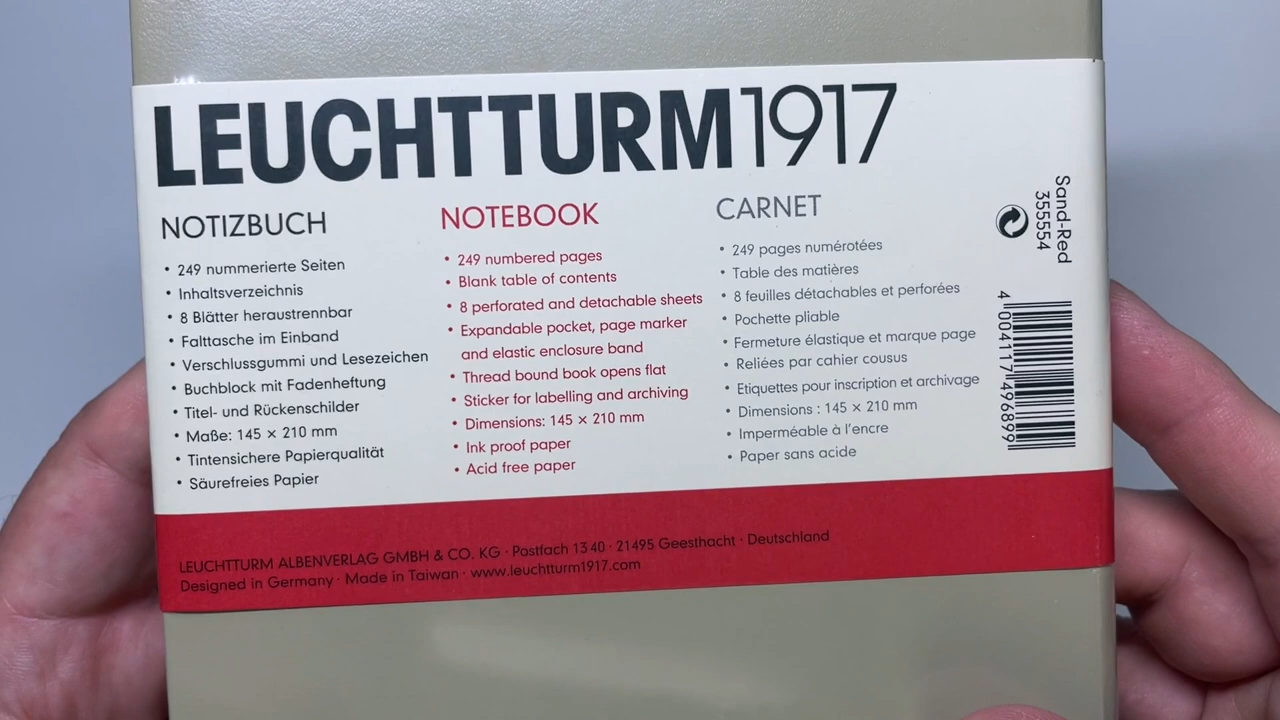 LEUCHTTURM1917
NOTIZBUCH
• 249 nummerierte Seiten
• Inhaltsverzeichnis
• 8 Blätter heraustrennbar
• Falttasche im Einband
• Verschlussgummi und Lesezeichen
• Buchblock mit Fadenheftung
• Titel- und Rückenschilder
• Maße: 145 × 210 mm
• Tintensichere Papierqualität
• Säurefreies Papier
NOTEBOOK
• 249 numbered pages
• Blank table of contents
• 8 perforated and detachable sheets
• Expandable pocket, page marker
and elastic enclosure band
• Thread bound book opens flat
• Sticker for labelling and archiving
• Dimensions: 145 × 210 mm
• Ink proof paper
• Acid free paper
CARNET
• 249 pages numérotées
• Table des matières
• 8 feuilles détachables et perforées
• Pochette pliable
• Fermeture élastique et marque page
• Reliées par cahier cousus
• Etiquettes pour inscription et archivage
• Dimensions : 145 × 210 mm
• Imperméable à l'encre
• Paper sans acide
Sand-Red
355554
4 004117 496899
LEUCHTTURM ALBENVERLAG GMBH & CO. KG · Postfach 13 40 · 21495 Geesthacht · Deutschland
Designed in Germany · Made in Taiwan · www.leuchtturm1917.com